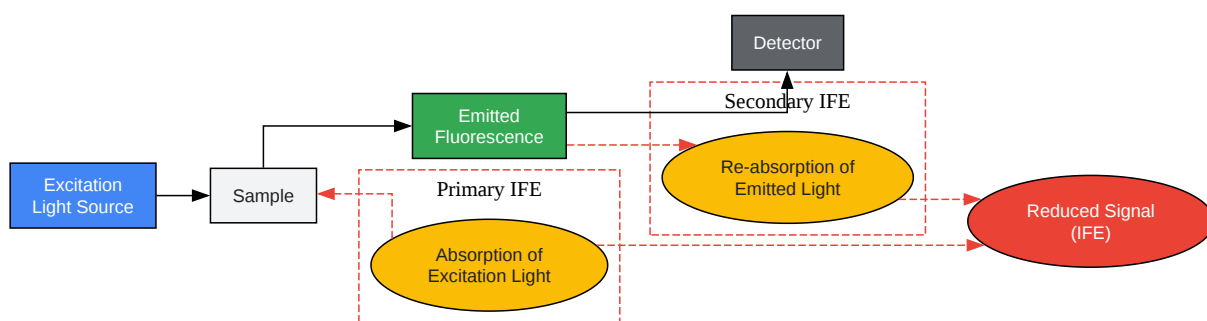 Detector
Secondary IFE
Emitted
Fluorescence
Re-absorption of
Emitted Light
Excitation
Light Source
Sample
Primary IFE
Reduced Signal
(IFE)
Absorption of
Excitation Light